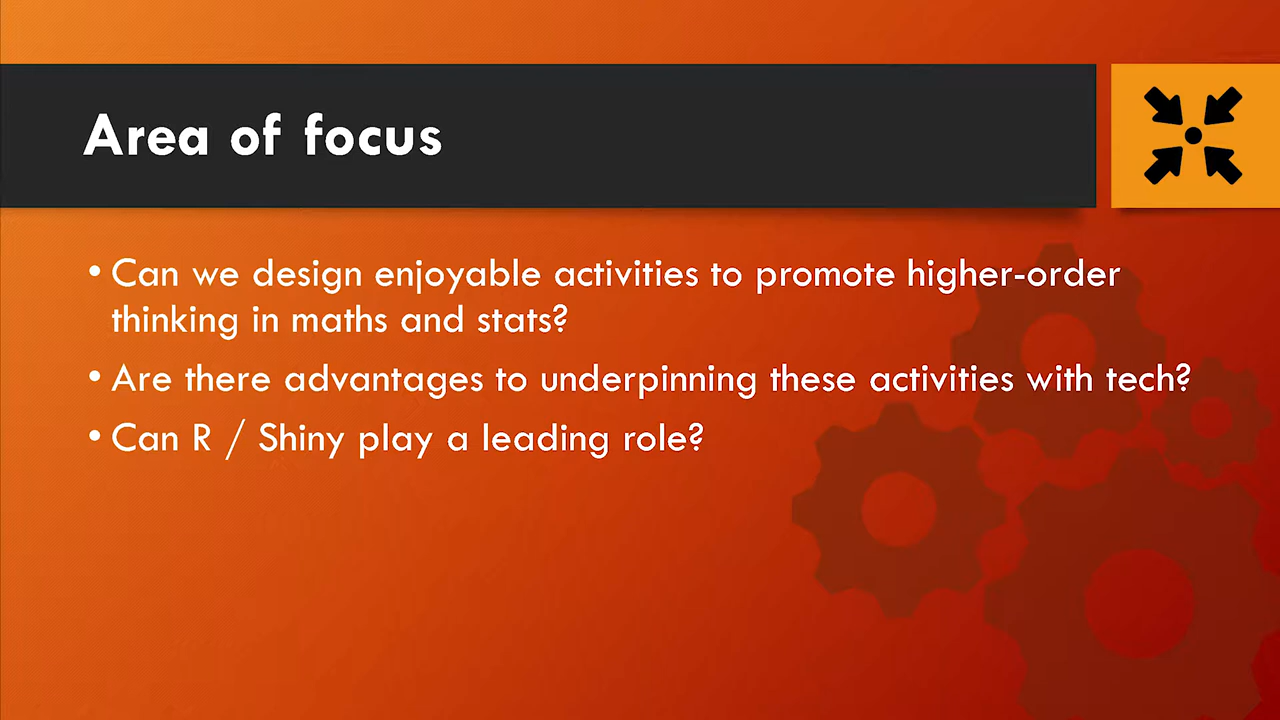 Area of focus
• Can we design enjoyable activities to promote higher-order
thinking in maths and stats?
• Are there advantages to underpinning these activities with tech?
• Can R / Shiny play a leading role?